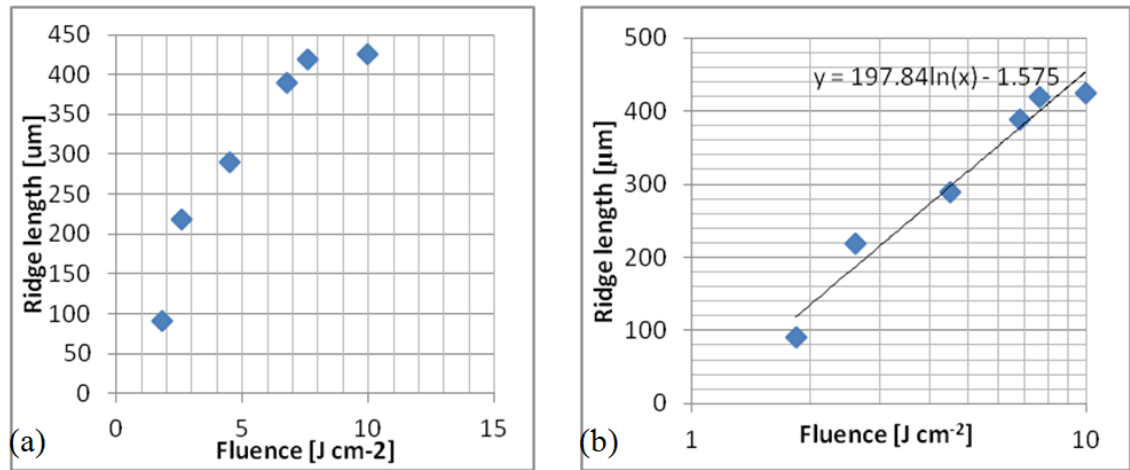 450
400
350
300
250
200
150
100
50
0
Ridge length [um]
0 5 10 15
Fluence [J cm-2]
(a)
500
400
300
200
100
0
Ridge length [μm]
y = 197.84ln(x) - 1.575
1 10
Fluence [J cm⁻²]
(b)